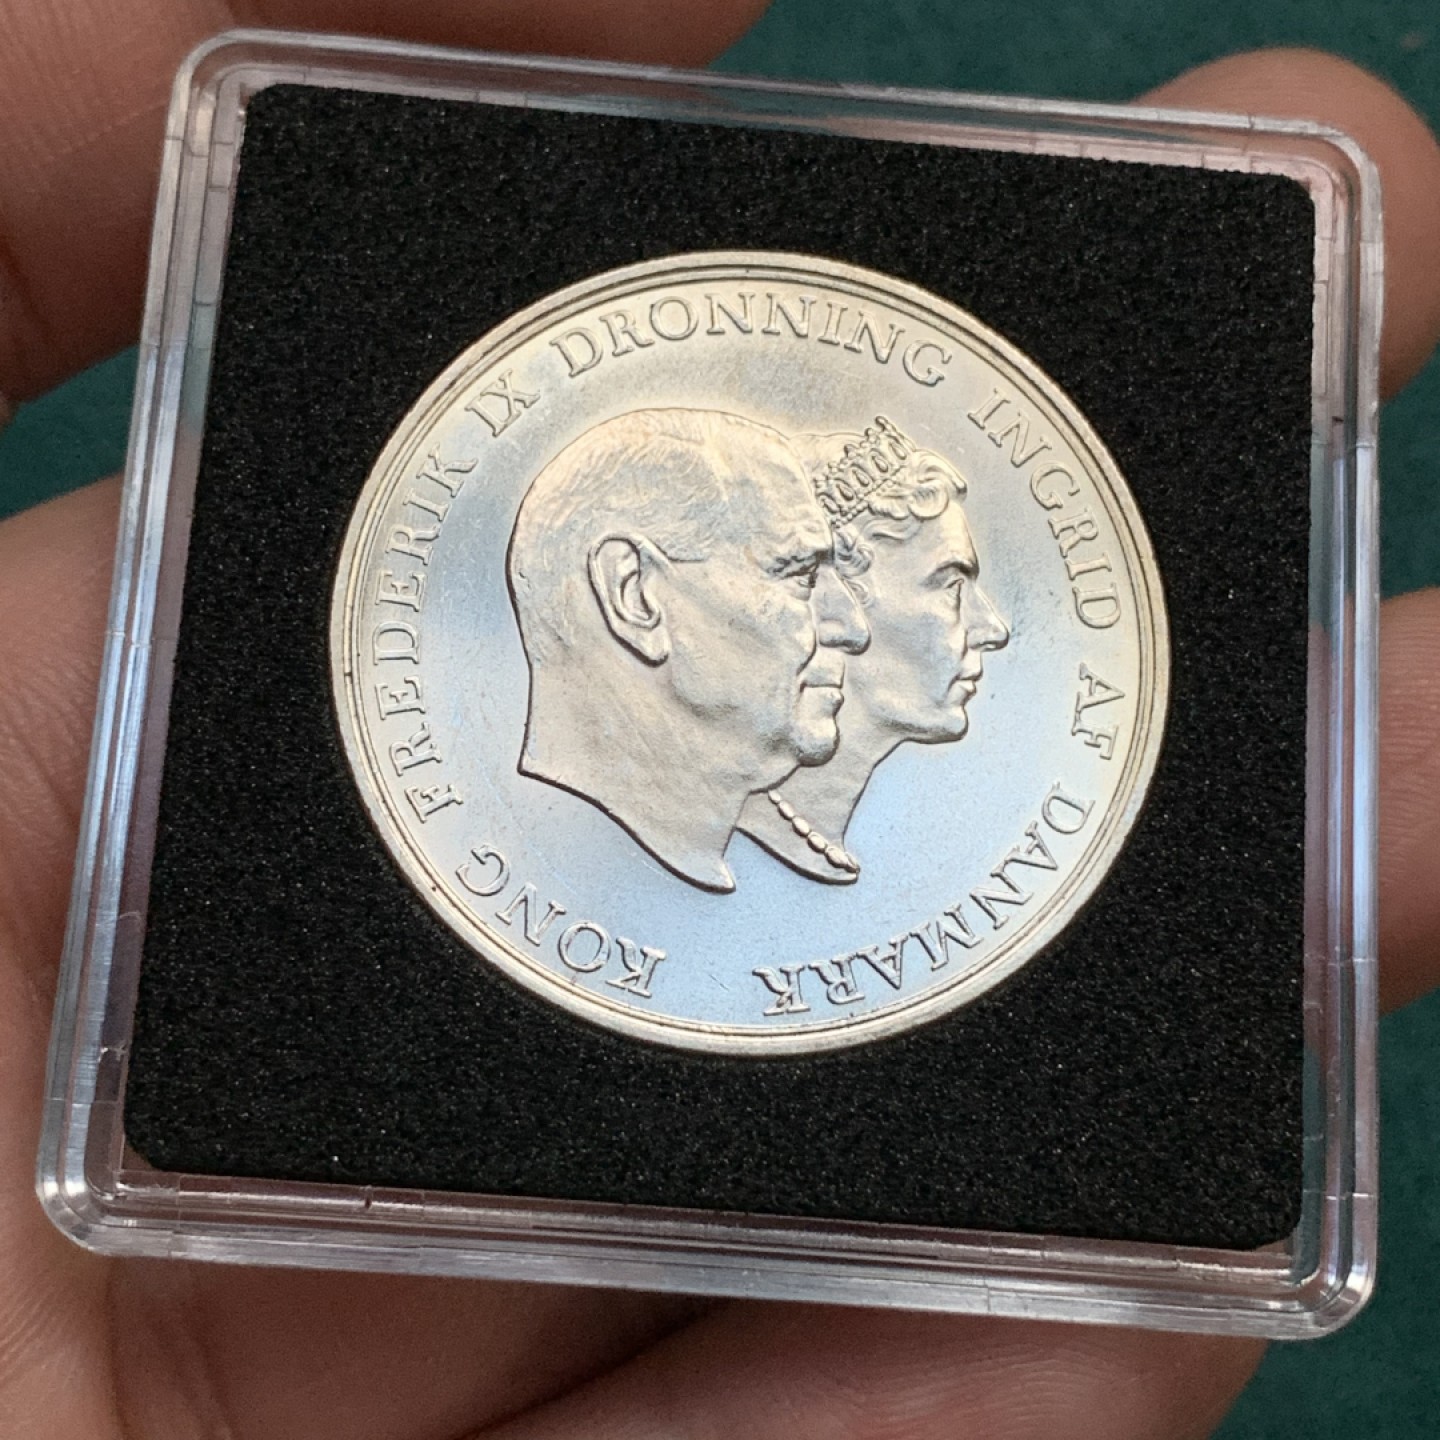 KONG FREDERIK IX DRONNING INGRID AF DANMARK